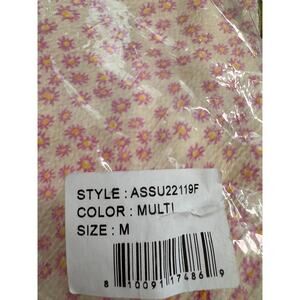 STYLE : ASSU22119F
COLOR : MULTI
SIZE : M
8 10091 17486 9